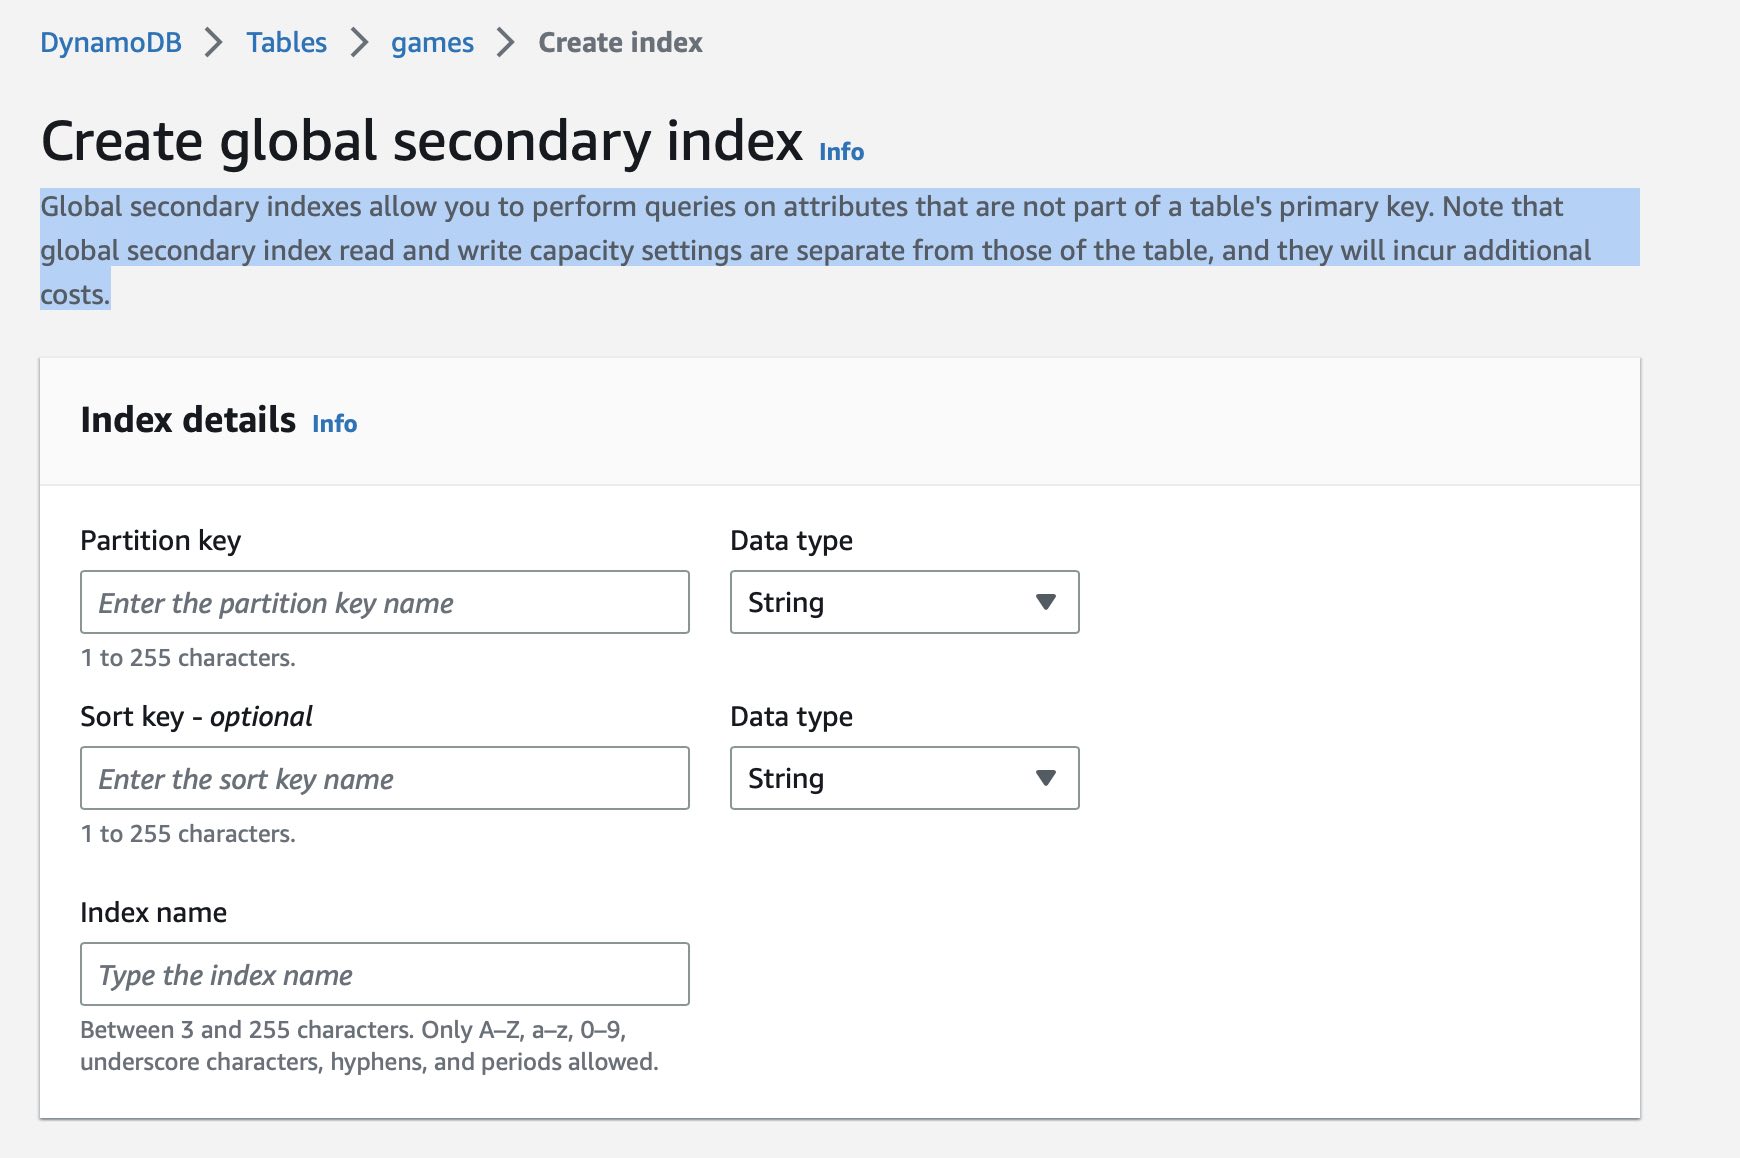 DynamoDB > Tables > games > Create index
Create global secondary index Info
Global secondary indexes allow you to perform queries on attributes that are not part of a table's primary key. Note that
global secondary index read and write capacity settings are separate from those of the table, and they will incur additional
costs.
Index details Info
Partition key Data type
Enter the partition key name String
1 to 255 characters.
Sort key - optional Data type
Enter the sort key name String
1 to 255 characters.
Index name
Type the index name
Between 3 and 255 characters. Only A–Z, a–z, 0–9,
underscore characters, hyphens, and periods allowed.